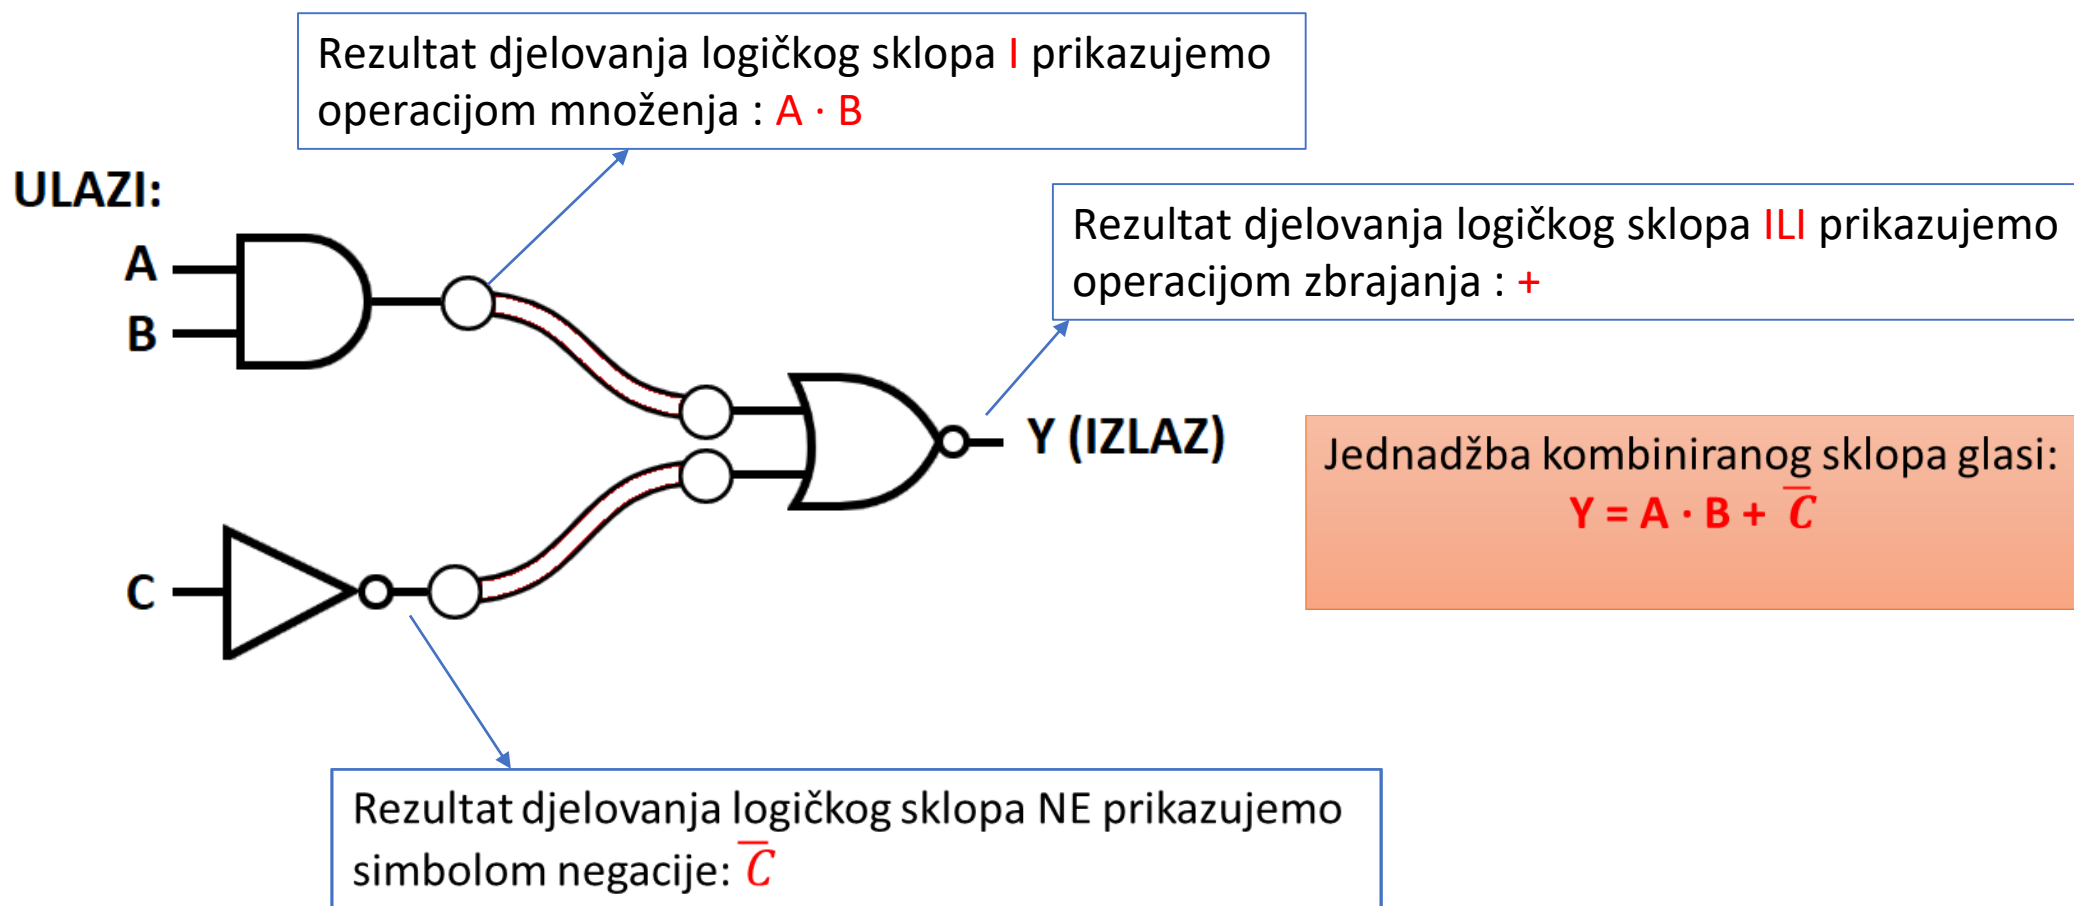 Rezultat djelovanja logičkog sklopa I prikazujemo
operacijom množenja : A · B
ULAZI:
A
B
Rezultat djelovanja logičkog sklopa ILI prikazujemo
operacijom zbrajanja : +
Y (IZLAZ)
Jednadžba kombiniranog sklopa glasi:
Y = A · B + C̅
C
Rezultat djelovanja logičkog sklopa NE prikazujemo
simbolom negacije: C̅